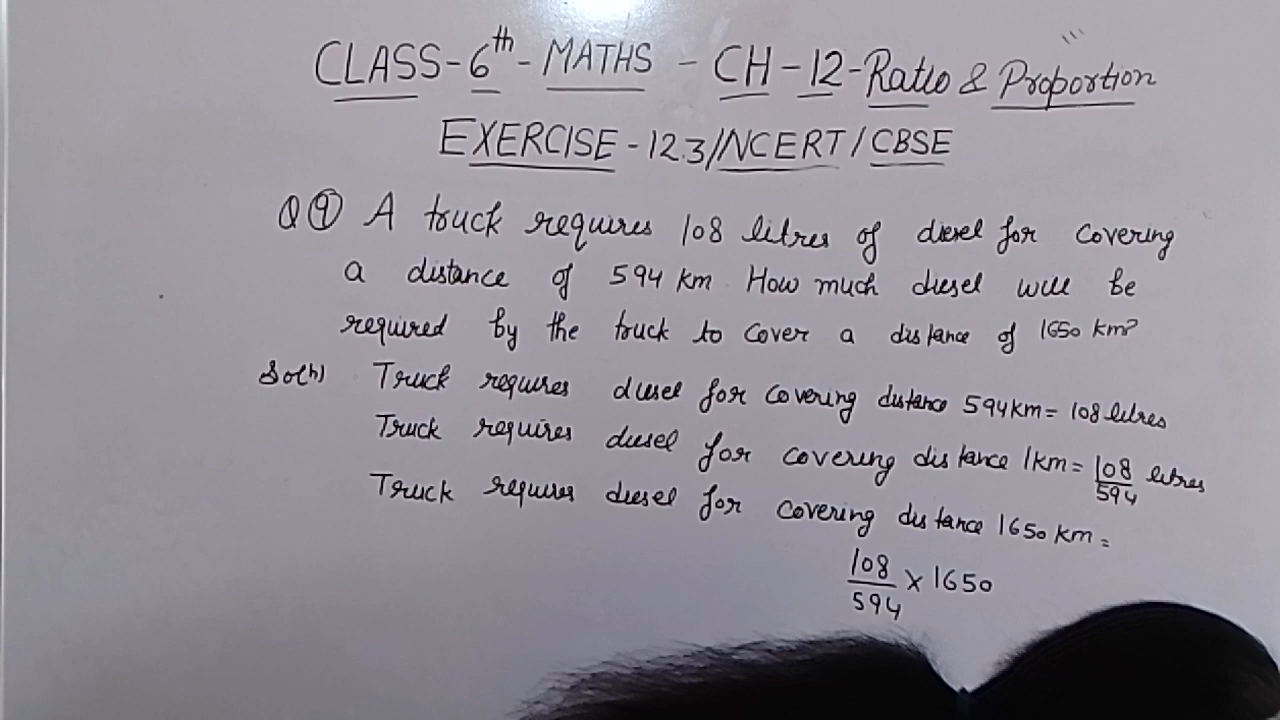 CLASS-6th-MATHS - CH-12-Ratio & Proportion
EXERCISE-12.3/NCERT/CBSE
Q9 A truck requires 108 litres of diesel for covering
a distance of 594 km. How much diesel will be
required by the truck to cover a distance of 1650 km?
Soln) Truck requires diesel for covering distance 594km = 108 litres
Truck requires diesel for covering distance 1km = 108/594 litres
Truck requires diesel for covering distance 1650 km =
108/594 × 1650